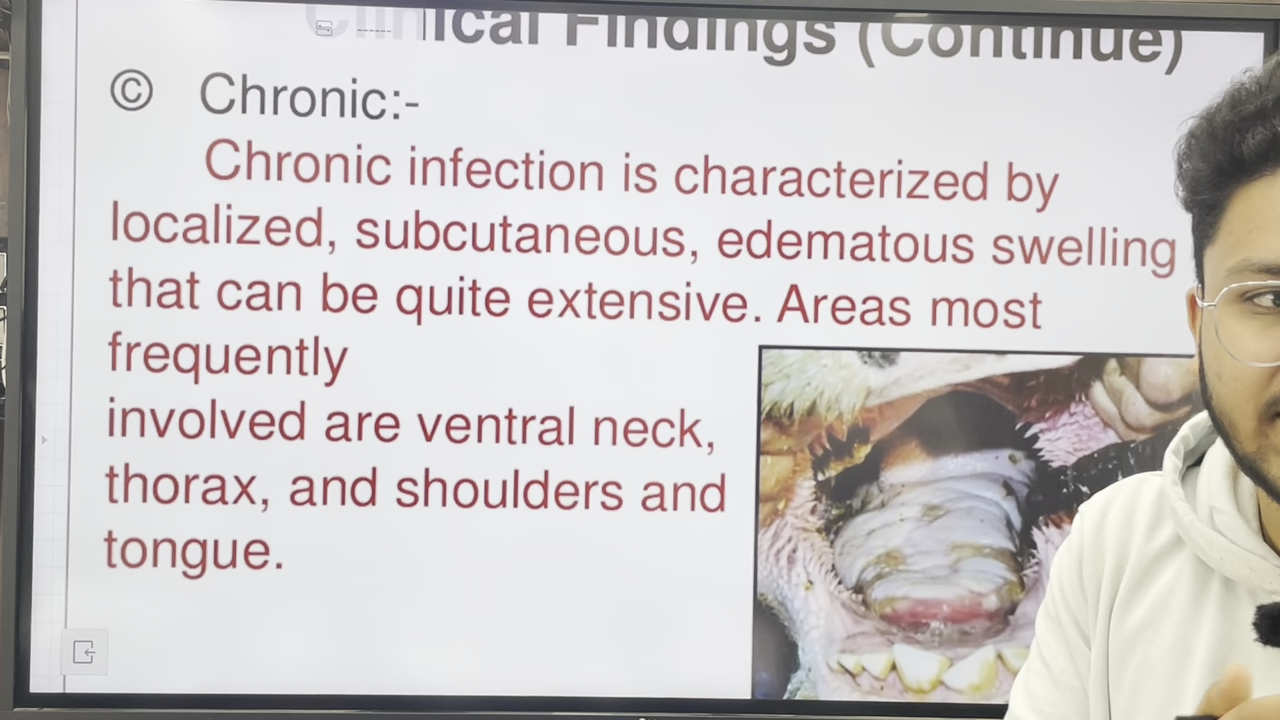 Clinical Findings (Continue)
© Chronic:-
Chronic infection is characterized by
localized, subcutaneous, edematous swelling
that can be quite extensive. Areas most
frequently
involved are ventral neck,
thorax, and shoulders and
tongue.